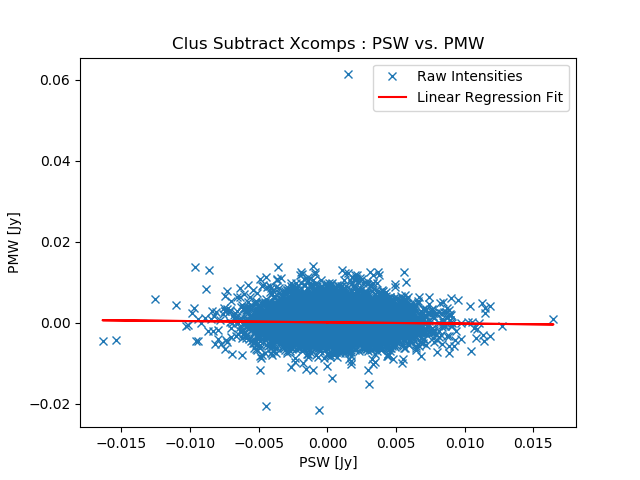 Clus Subtract Xcomps : PSW vs. PMW
Raw Intensities
Linear Regression Fit
0.06
0.04
0.02
0.00
−0.02
PMW [Jy]
−0.015 −0.010 −0.005 0.000 0.005 0.010 0.015
PSW [Jy]